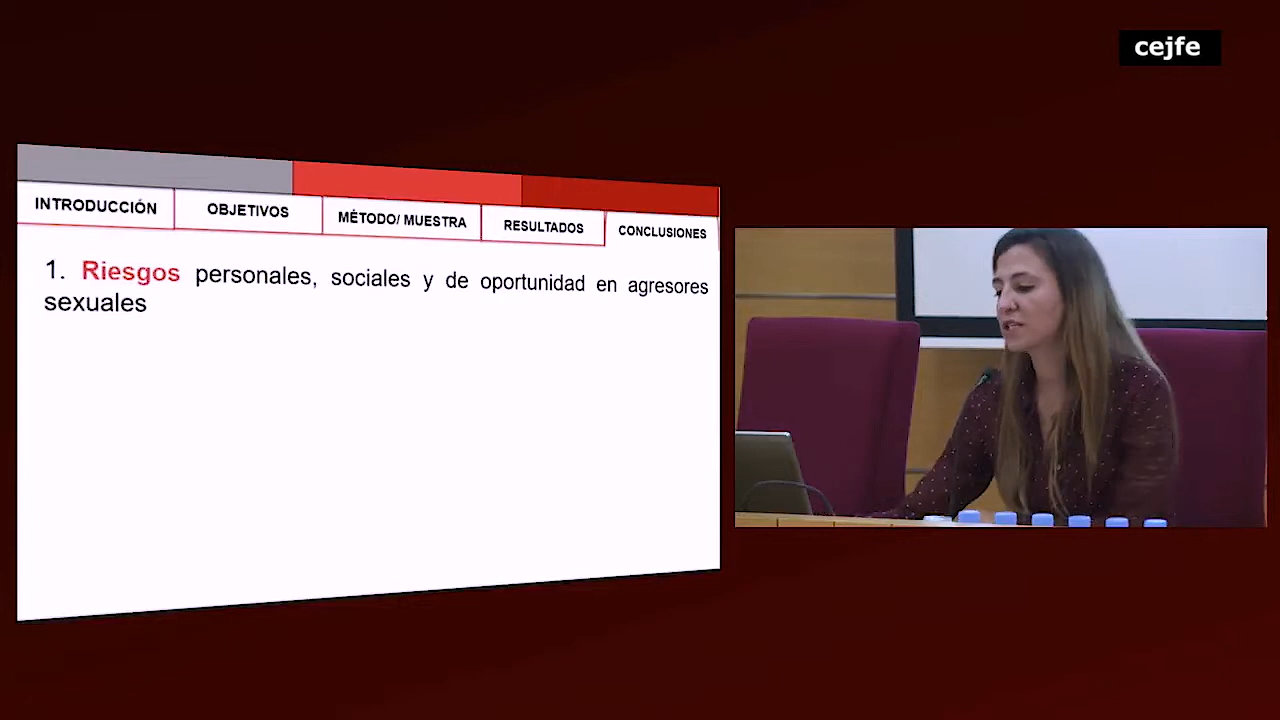 cejfe
INTRODUCCIÓN
OBJETIVOS
MÉTODO/ MUESTRA
RESULTADOS
CONCLUSIONES
1. Riesgos personales, sociales y de oportunidad en agresores
sexuales